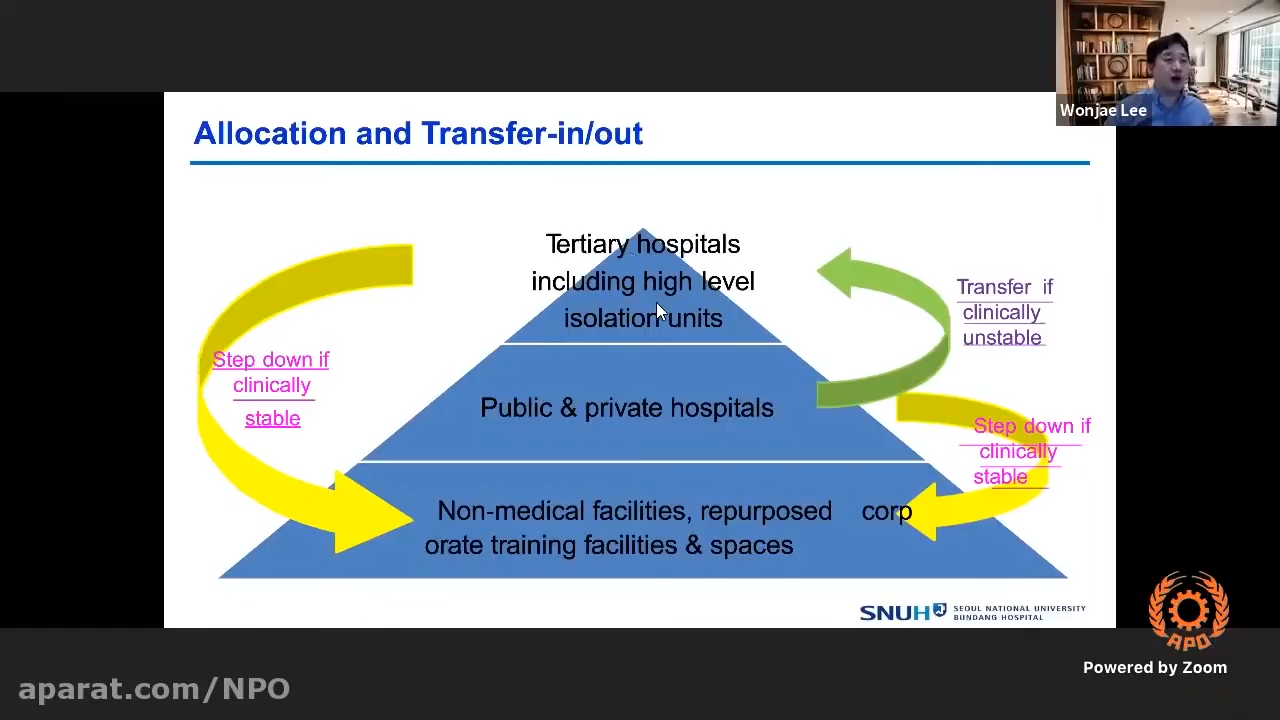 Wonjae Lee
Allocation and Transfer-in/out
Tertiary hospitals
including high level
isolation units
Transfer if
clinically
unstable
Step down if
clinically
stable
Public & private hospitals
Step down if
clinically
stable
Non-medical facilities, repurposed corp
orate training facilities & spaces
SNUH SEOUL NATIONAL UNIVERSITY
BUNDANG HOSPITAL
APO
Powered by Zoom
aparat.com/NPO